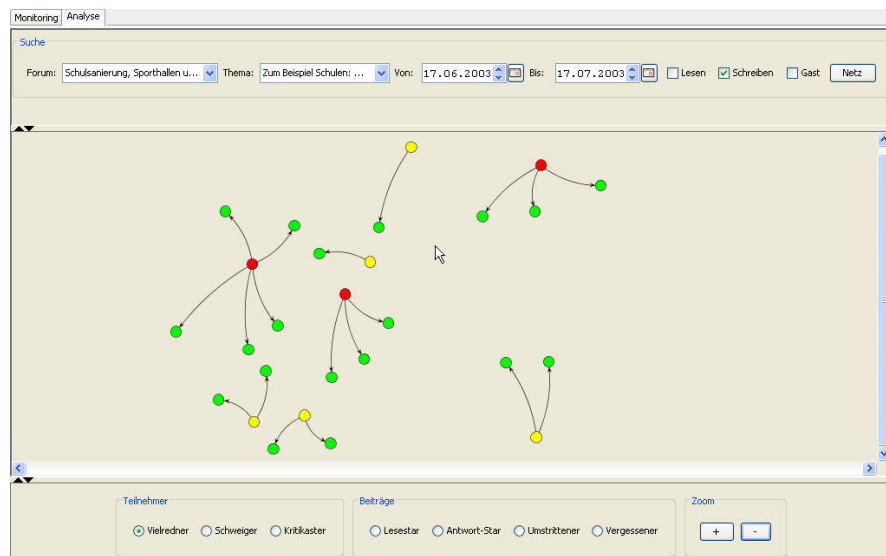 Monitoring Analyse
Suche
Forum: Schulsanierung, Sporthallen u... Thema: Zum Beispiel Schulen: ... Von: 17.06.2003 Bis: 17.07.2003 Lesen Schreiben Gast Netz
Teilnehmer Beiträge Zoom
Vielredner Schweiger Kritikaster Lesestar Antwort-Star Umstrittener Vergessener + -